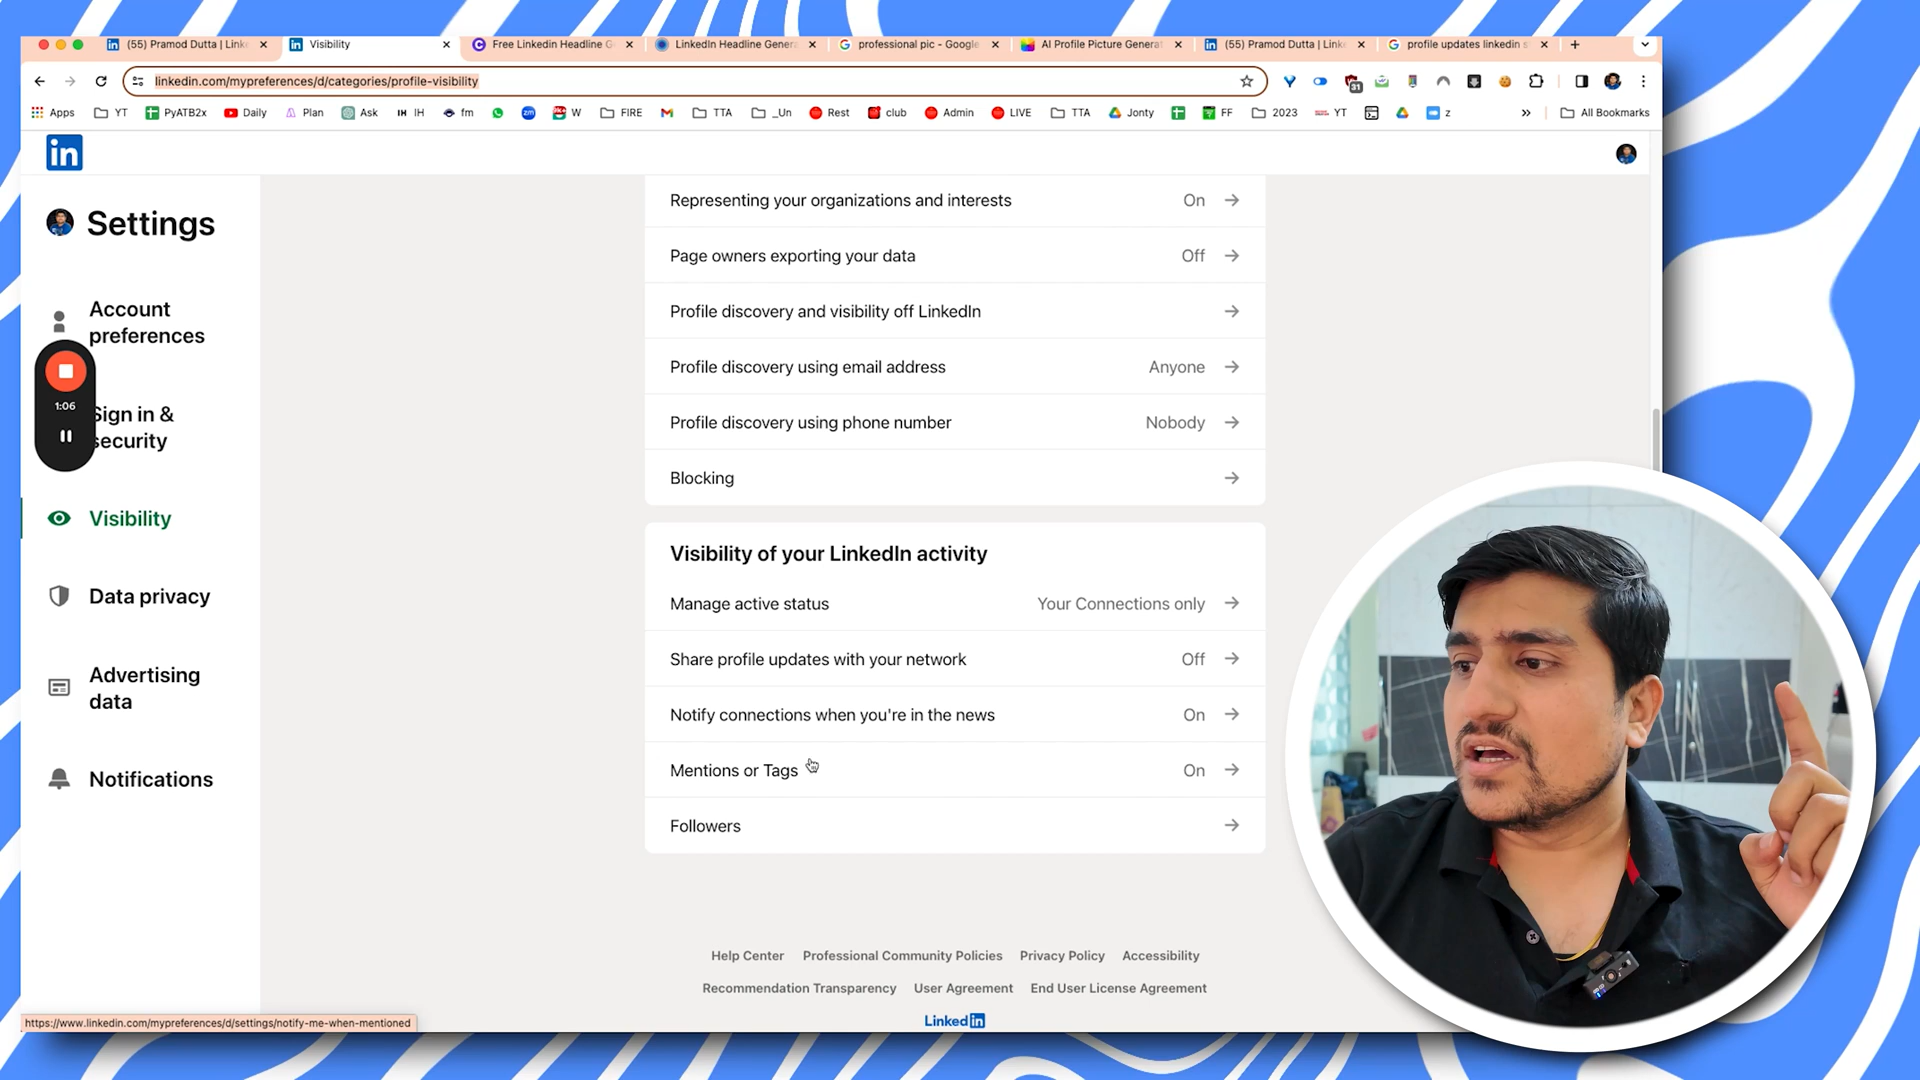 (55) Pramod Dutta | Linke
Visibility
Free Linkedin Headline G
LinkedIn Headline Genera
professional pic - Google
AI Profile Picture Generat
(55) Pramod Dutta | Linke
profile updates linkedin s
linkedin.com/mypreferences/d/categories/profile-visibility
31
Apps
YT
PyATB2x
Daily
Plan
Ask
IH IH
fm
zm
W
FIRE
TTA
_Un
Rest
club
Admin
LIVE
TTA
Jonty
FF
2023
YT
z
All Bookmarks
in
Settings
Account preferences
1:06
Sign in & security
Visibility
Data privacy
Advertising data
Notifications
Representing your organizations and interests On
Page owners exporting your data Off
Profile discovery and visibility off LinkedIn
Profile discovery using email address Anyone
Profile discovery using phone number Nobody
Blocking
Visibility of your LinkedIn activity
Manage active status Your Connections only
Share profile updates with your network Off
Notify connections when you're in the news On
Mentions or Tags On
Followers
Help Center Professional Community Policies Privacy Policy Accessibility
Recommendation Transparency User Agreement End User License Agreement
LinkedIn
https://www.linkedin.com/mypreferences/d/settings/notify-me-when-mentioned